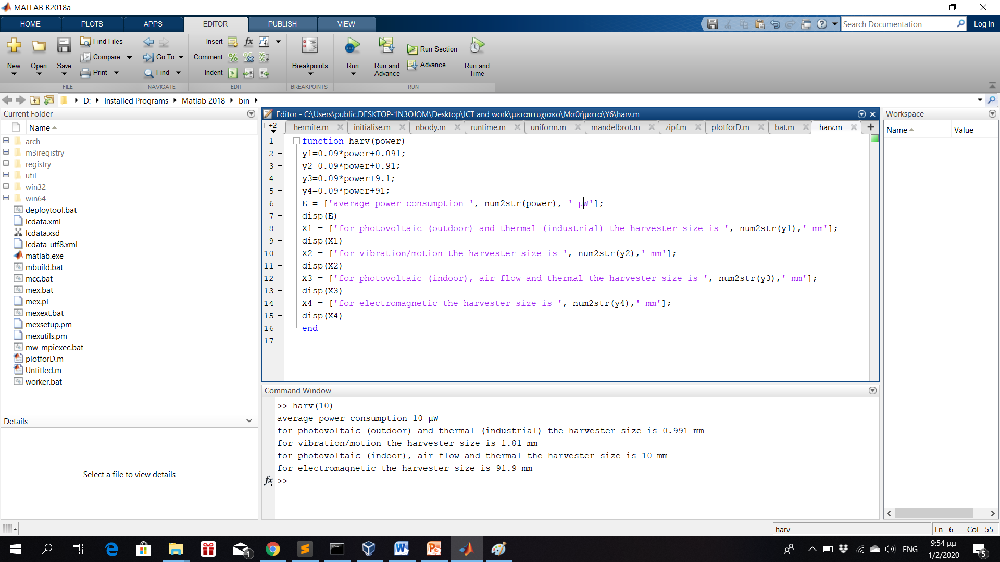 MATLAB R2018a
HOME PLOTS APPS EDITOR PUBLISH VIEW
Search Documentation
Log In
New Open Save
Find Files
Compare
Print
FILE
Go To
Find
NAVIGATE
Insert fx
Comment
Indent
EDIT
Breakpoints
BREAKPOINTS
Run
Run and Advance
Run Section
Advance
Run and Time
RUN
D: Installed Programs Matlab 2018 bin
Current Folder
Name
arch
m3iregistry
registry
util
win32
win64
deploytool.bat
lcdata.xml
lcdata.xsd
lcdata_utf8.xml
matlab.exe
mbuild.bat
mcc.bat
mex.bat
mex.pl
mexext.bat
mexsetup.pm
mexutils.pm
mw_mpiexec.bat
plotforD.m
Untitled.m
worker.bat
Details
Select a file to view details
Editor - C:\Users\public.DESKTOP-1N3OJOM\Desktop\ICT and work\μεταπτυχιακο\Μαθήματα\Y6\harv.m
+2 hermite.m initialise.m nbody.m runtime.m uniform.m mandelbrot.m zipf.m plotforD.m bat.m harv.m +
1 function harv(power)
2 y1=0.09*power+0.091;
3 y2=0.09*power+0.91;
4 y3=0.09*power+9.1;
5 y4=0.09*power+91;
6 E = ['average power consumption ', num2str(power), ' μW'];
7 disp(E)
8 X1 = ['for photovoltaic (outdoor) and thermal (industrial) the harvester size is ', num2str(y1),' mm'];
9 disp(X1)
10 X2 = ['for vibration/motion the harvester size is ', num2str(y2),' mm'];
11 disp(X2)
12 X3 = ['for photovoltaic (indoor), air flow and thermal the harvester size is ', num2str(y3),' mm'];
13 disp(X3)
14 X4 = ['for electromagnetic the harvester size is ', num2str(y4),' mm'];
15 disp(X4)
16 end
17
Command Window
>> harv(10)
average power consumption 10 μW
for photovoltaic (outdoor) and thermal (industrial) the harvester size is 0.991 mm
for vibration/motion the harvester size is 1.81 mm
for photovoltaic (indoor), air flow and thermal the harvester size is 10 mm
for electromagnetic the harvester size is 91.9 mm
fx >>
Workspace
Name Value
harv Ln 6 Col 55
1
ENG
9:54 μμ
1/2/2020
5